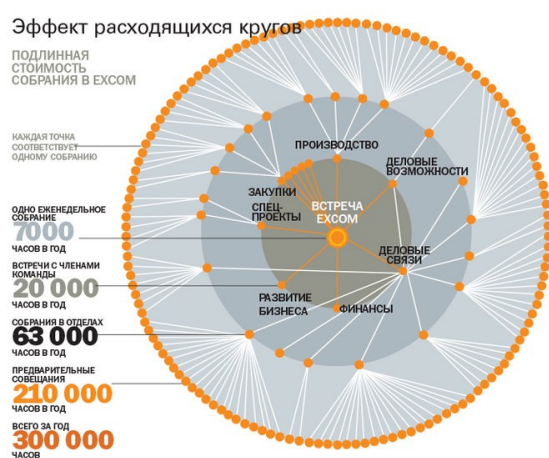 Эффект расходящихся кругов
ПОДЛИННАЯ
СТОИМОСТЬ
СОБРАНИЯ В EXCOM
КАЖДАЯ ТОЧКА
СООТВЕТСТВУЕТ
ОДНОМУ СОБРАНИЮ
ОДНО ЕЖЕНЕДЕЛЬНОЕ
СОБРАНИЕ
7000
ЧАСОВ В ГОД
ВСТРЕЧИ С ЧЛЕНАМИ
КОМАНДЫ
20 000
ЧАСОВ В ГОД
СОБРАНИЯ В ОТДЕЛАХ
63 000
ЧАСОВ В ГОД
ПРЕДВАРИТЕЛЬНЫЕ
СОВЕЩАНИЯ
210 000
ЧАСОВ В ГОД
ВСЕГО ЗА ГОД
300 000
ЧАСОВ
ПРОИЗВОДСТВО
ДЕЛОВЫЕ
ВОЗМОЖНОСТИ
ЗАКУПКИ
СПЕЦ-
ПРОЕКТЫ
ВСТРЕЧА
EXCOM
ДЕЛОВЫЕ
СВЯЗИ
РАЗВИТИЕ
БИЗНЕСА
ФИНАНСЫ